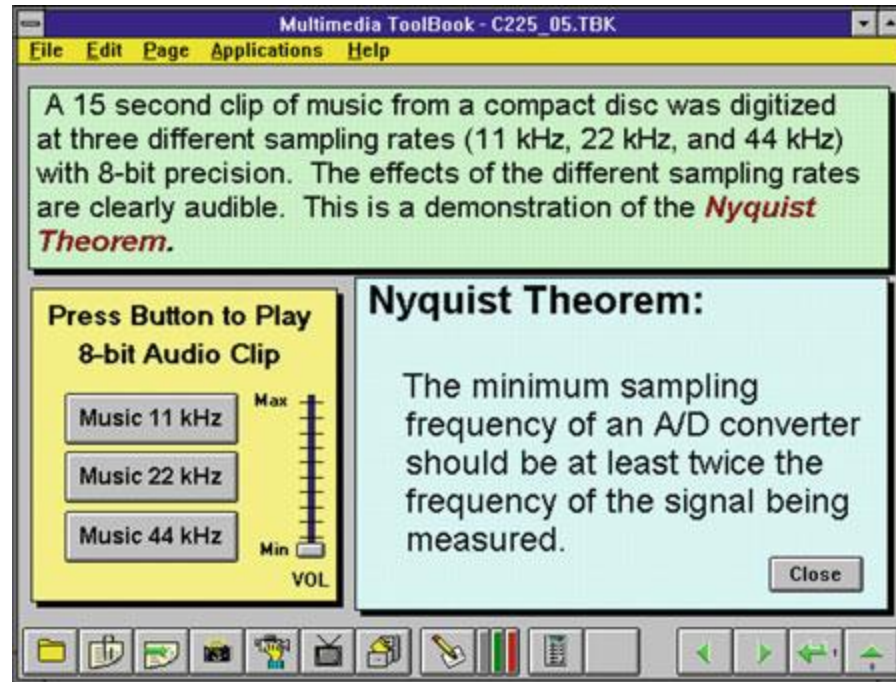 Multimedia ToolBook - C225_05.TBK
File Edit Page Applications Help
A 15 second clip of music from a compact disc was digitized
at three different sampling rates (11 kHz, 22 kHz, and 44 kHz)
with 8-bit precision. The effects of the different sampling rates
are clearly audible. This is a demonstration of the Nyquist
Theorem.
Press Button to Play
8-bit Audio Clip
Music 11 kHz
Music 22 kHz
Music 44 kHz
Max
Min
VOL
Nyquist Theorem:
The minimum sampling
frequency of an A/D converter
should be at least twice the
frequency of the signal being
measured.
Close